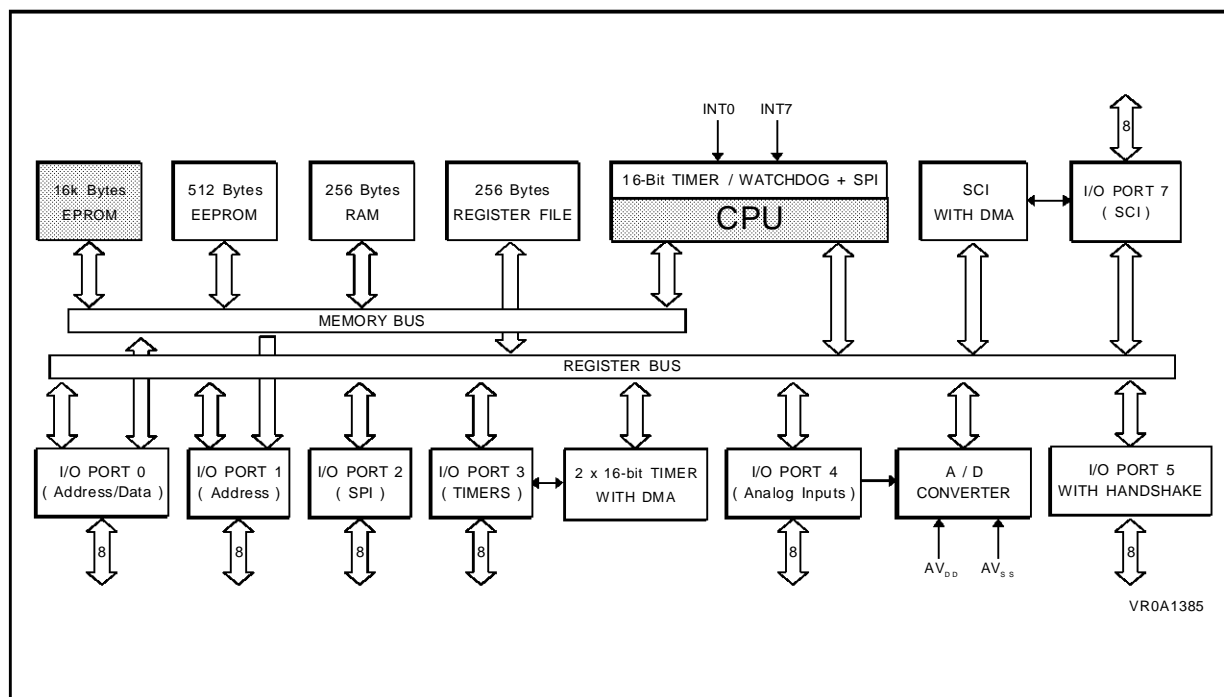 INT0
INT7
8
16k Bytes
EPROM
512 Bytes
EEPROM
256 Bytes
RAM
256 Bytes
REGISTER FILE
16-Bit TIMER / WATCHDOG + SPI
CPU
SCI
WITH DMA
I/O PORT 7
( SCI )
MEMORY BUS
REGISTER BUS
I/O PORT 0
( Address/Data )
I/O PORT 1
( Address )
I/O PORT 2
(SPI)
I/O PORT 3
( TIMERS )
2 x 16-bit TIMER
WITH DMA
I/O PORT 4
( Analog Inputs )
A / D
CONVERTER
I/O PORT 5
WITH HANDSHAKE
8
8
8
8
8
8
AVDD
AVSS
VR0A1385